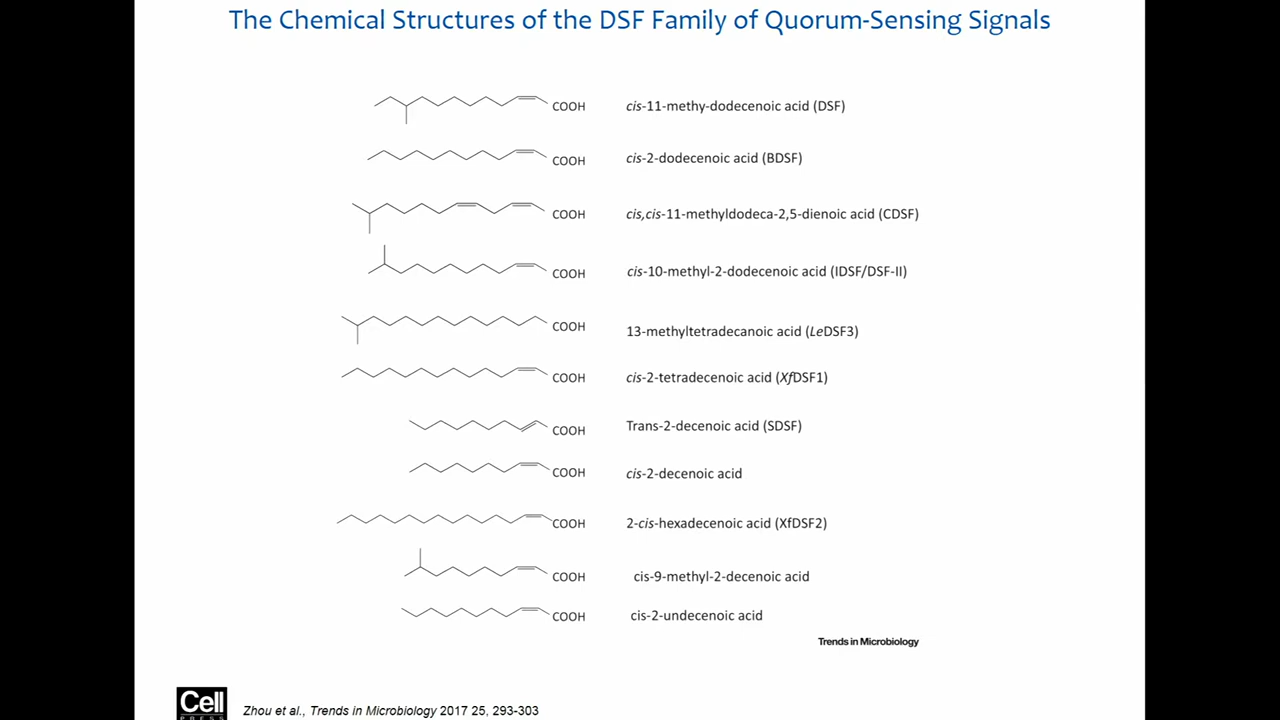 The Chemical Structures of the DSF Family of Quorum-Sensing Signals
COOH cis-11-methy-dodecenoic acid (DSF)
COOH cis-2-dodecenoic acid (BDSF)
COOH cis,cis-11-methyldodeca-2,5-dienoic acid (CDSF)
COOH cis-10-methyl-2-dodecenoic acid (IDSF/DSF-II)
COOH 13-methyltetradecanoic acid (LeDSF3)
COOH cis-2-tetradecenoic acid (XfDSF1)
COOH Trans-2-decenoic acid (SDSF)
COOH cis-2-decenoic acid
COOH 2-cis-hexadecenoic acid (XfDSF2)
COOH cis-9-methyl-2-decenoic acid
COOH cis-2-undecenoic acid
Trends in Microbiology
Cell
PRESS
Zhou et al., Trends in Microbiology 2017 25, 293-303